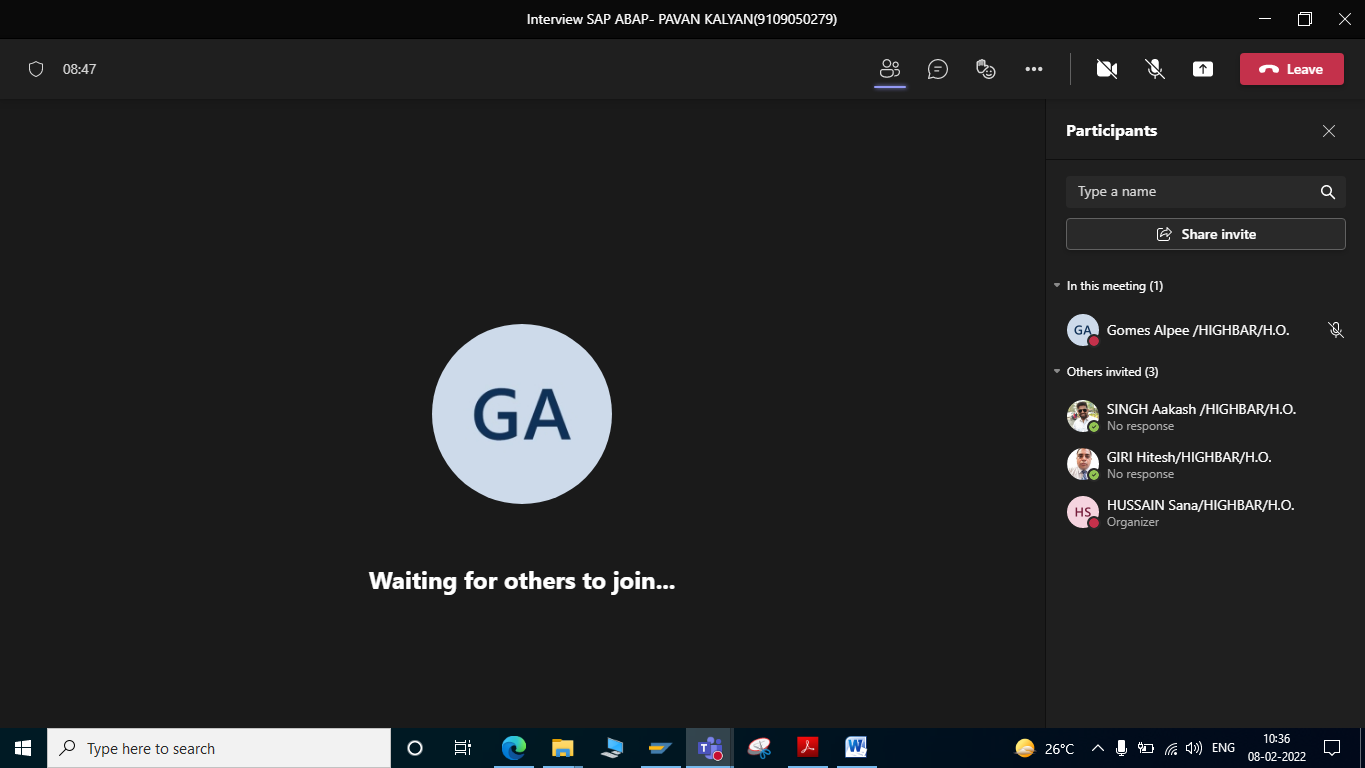 Interview SAP ABAP- PAVAN KALYAN(9109050279)
08:47
Leave
Participants
Type a name
Share invite
In this meeting (1)
GA
Gomes Alpee /HIGHBAR/H.O.
Others invited (3)
SINGH Aakash /HIGHBAR/H.O.
No response
GIRI Hitesh/HIGHBAR/H.O.
No response
HS
HUSSAIN Sana/HIGHBAR/H.O.
Organizer
GA
Waiting for others to join...
Type here to search
26°C
ENG
10:36
08-02-2022